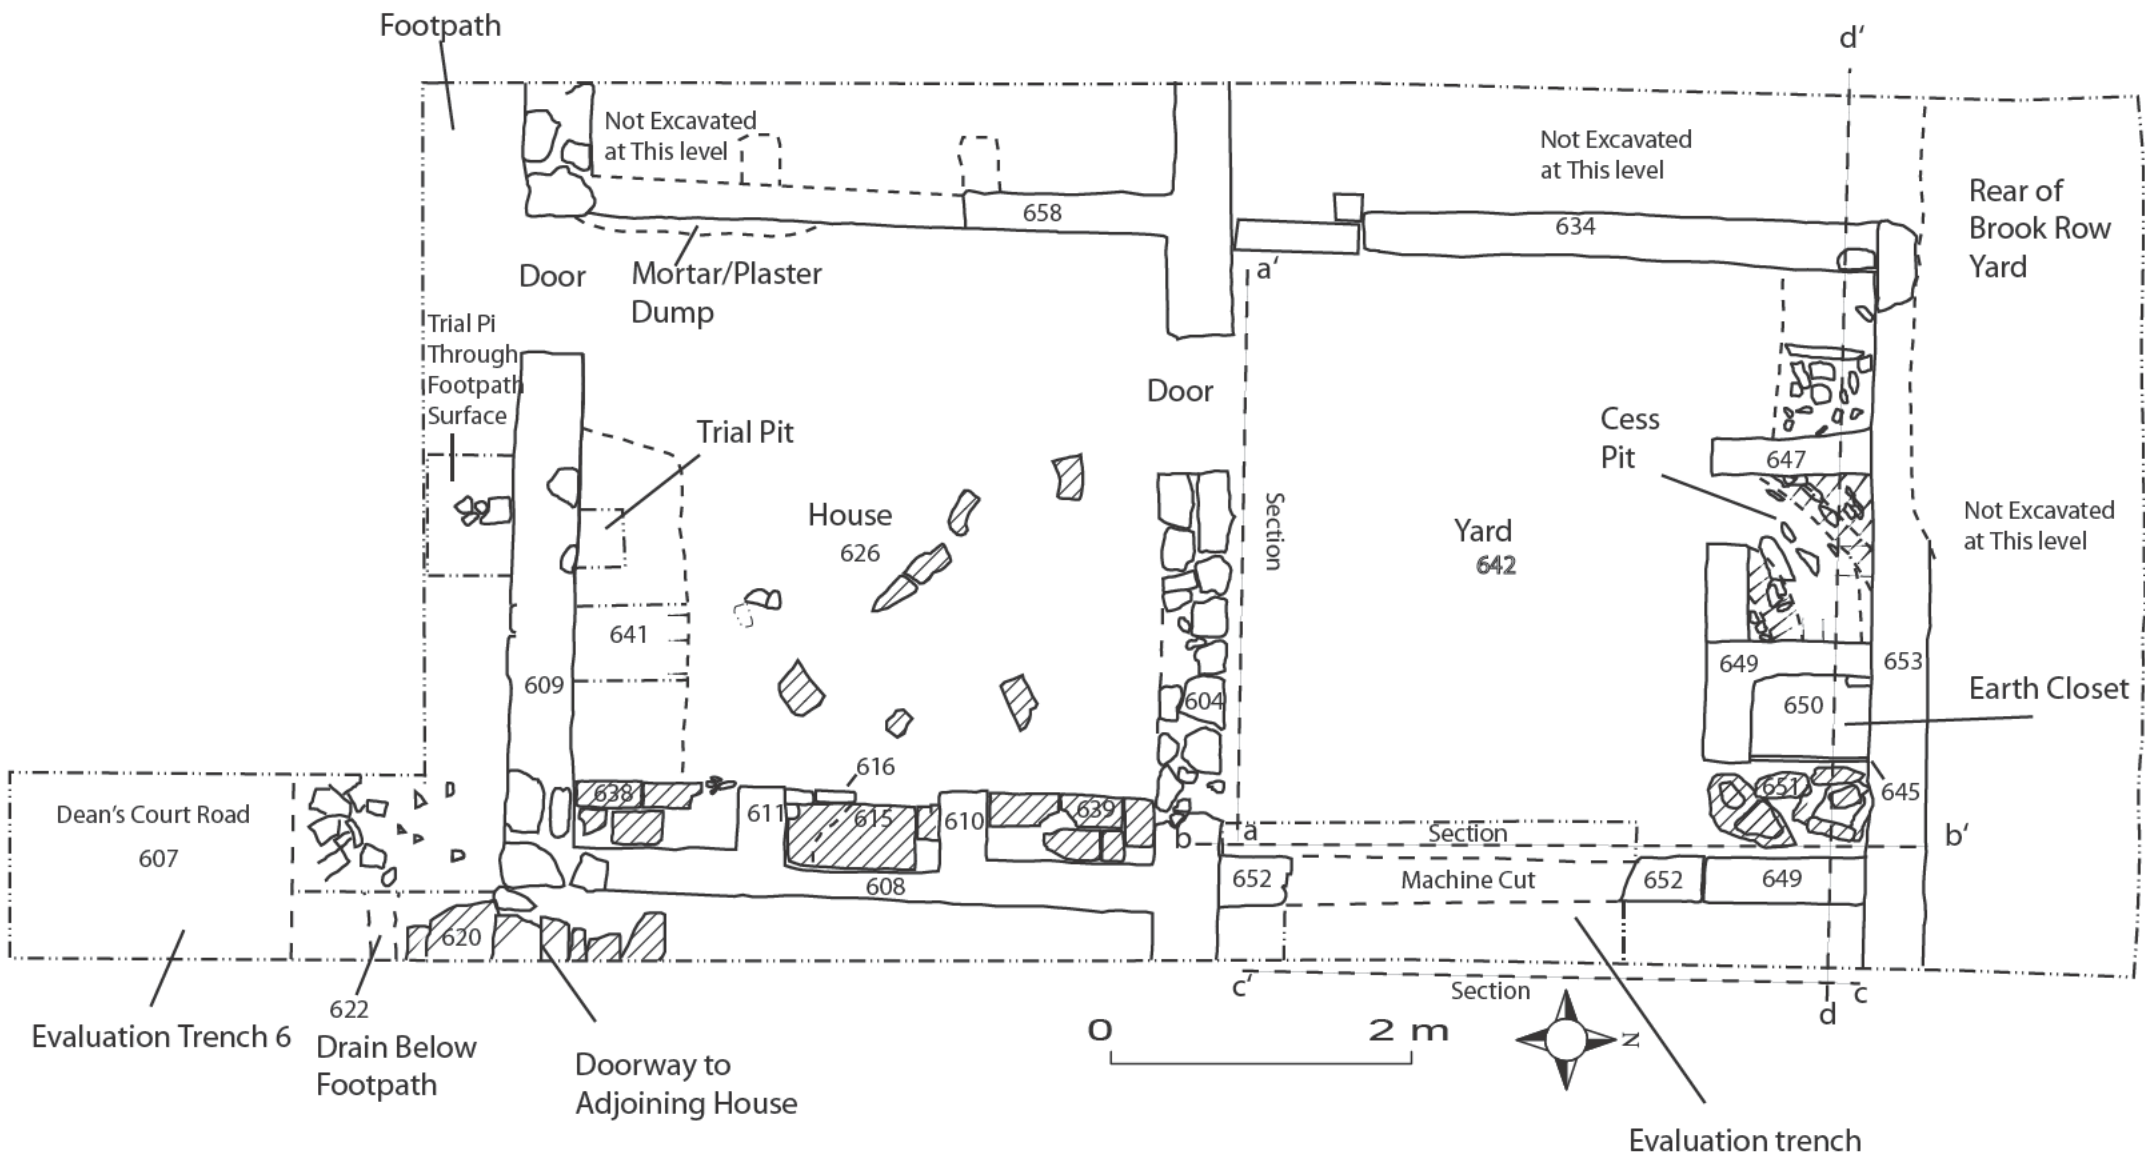 Footpath
d'
Not Excavated
at This level
Not Excavated
at This level
Rear of
Brook Row
Yard
658
634
Door
Mortar/Plaster
Dump
a'
Trial Pi
Through
Footpath
Surface
Door
Trial Pit
Cess
Pit
647
House
626
Section
Yard
642
Not Excavated
at This level
641
609
649
653
604
650
Earth Closet
616
638
611
615
610
639
651
645
Dean's Court Road
607
b
a
Section
b'
608
652
Machine Cut
652
649
620
622
Drain Below
Footpath
Evaluation Trench 6
Doorway to
Adjoining House
c'
Section
c
d
0
2 m
N
Evaluation trench